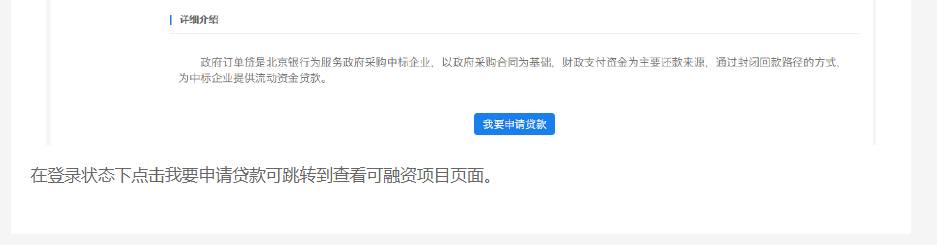 详细介绍
政府订单贷是北京银行为服务政府采购中标企业，以政府采购合同为基础，财政支付资金为主要还款来源，通过封闭回款路径的方式，
为中标企业提供流动资金贷款。
我要申请贷款
在登录状态下点击我要申请贷款可跳转到查看可融资项目页面。